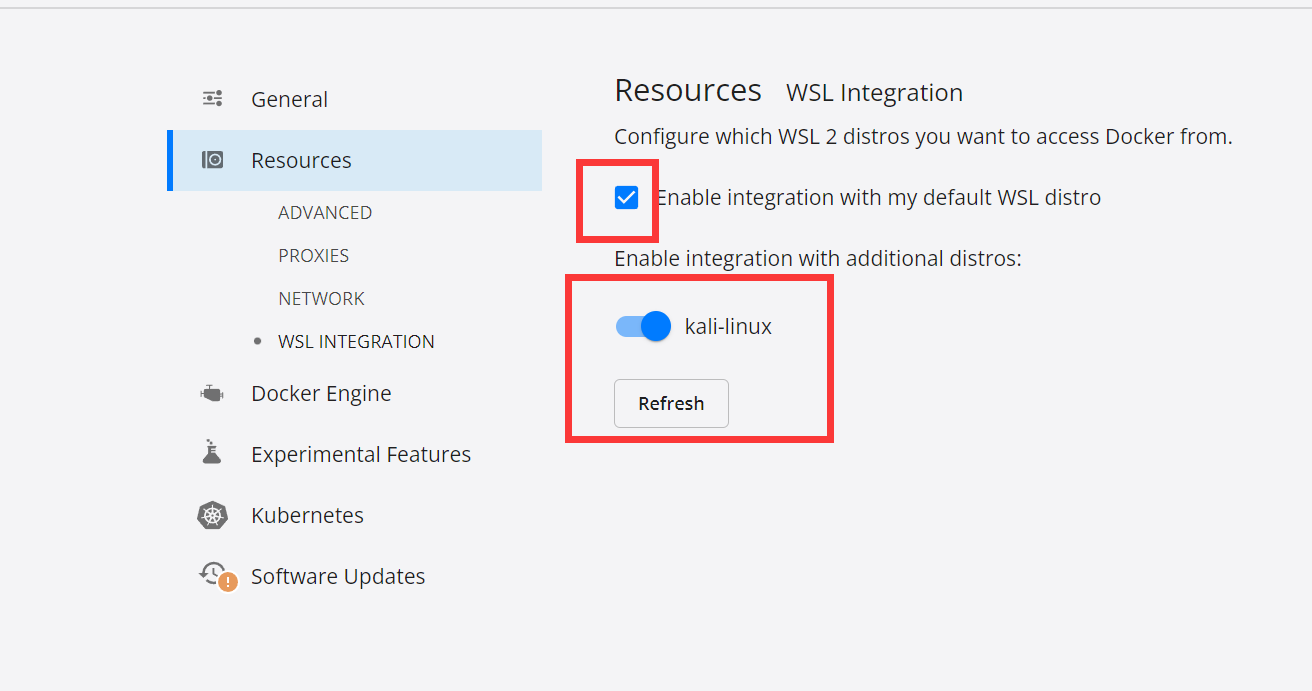 General
Resources
ADVANCED
PROXIES
NETWORK
WSL INTEGRATION
Docker Engine
Experimental Features
Kubernetes
Software Updates
Resources WSL Integration
Configure which WSL 2 distros you want to access Docker from.
Enable integration with my default WSL distro
Enable integration with additional distros:
kali-linux
Refresh